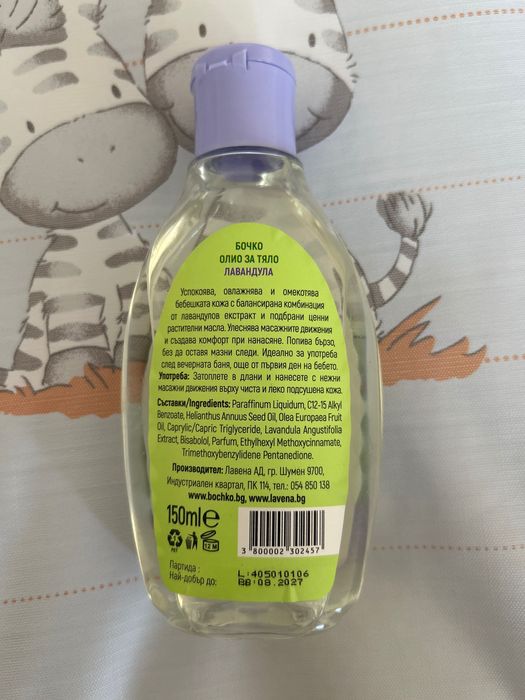 БОЧКО
ОЛИО ЗА ТЯЛО
ЛАВАНДУЛА
Успокоява, овлажнява и омекотява
бебешката кожа с балансирана комбинация
от лавандулов екстракт и подбрани ценни
растителни масла. Улеснява масажните движения
и създава комфорт при нанасяне. Попива бързо,
без да оставя мазни следи. Идеално за употреба
след вечерната баня, още от първия ден на бебето.
Употреба: Затоплете в длани и нанесете с нежни
масажни движения върху чиста и леко подсушена кожа.
Съставки/Ingredients: Paraffinum Liquidum, C12-15 Alkyl
Benzoate, Helianthus Annuus Seed Oil, Olea Europaea Fruit
Oil, Caprylic/Capric Triglyceride, Lavandula Angustifolia
Extract, Bisabolol, Parfum, Ethylhexyl Methoxycinnamate,
Trimethoxybenzylidene Pentanedione.
Производител: Лавена АД, гр. Шумен 9700,
Индустриален квартал, ПК 114, тел.: 054 850 138
www.bochko.bg, www.lavena.bg
150ml e
PET
12 M
3 800002 302457
Партида :
Най-добър до:
L:405010106
BB:08.2027